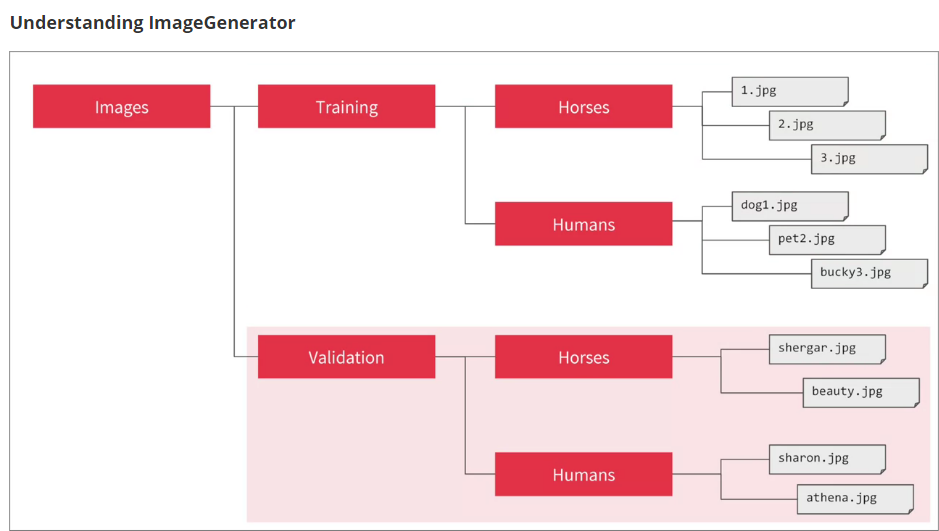 Understanding ImageGenerator
Images
Training
Horses
1.jpg
2.jpg
3.jpg
Humans
dog1.jpg
pet2.jpg
bucky3.jpg
Validation
Horses
shergar.jpg
beauty.jpg
Humans
sharon.jpg
athena.jpg